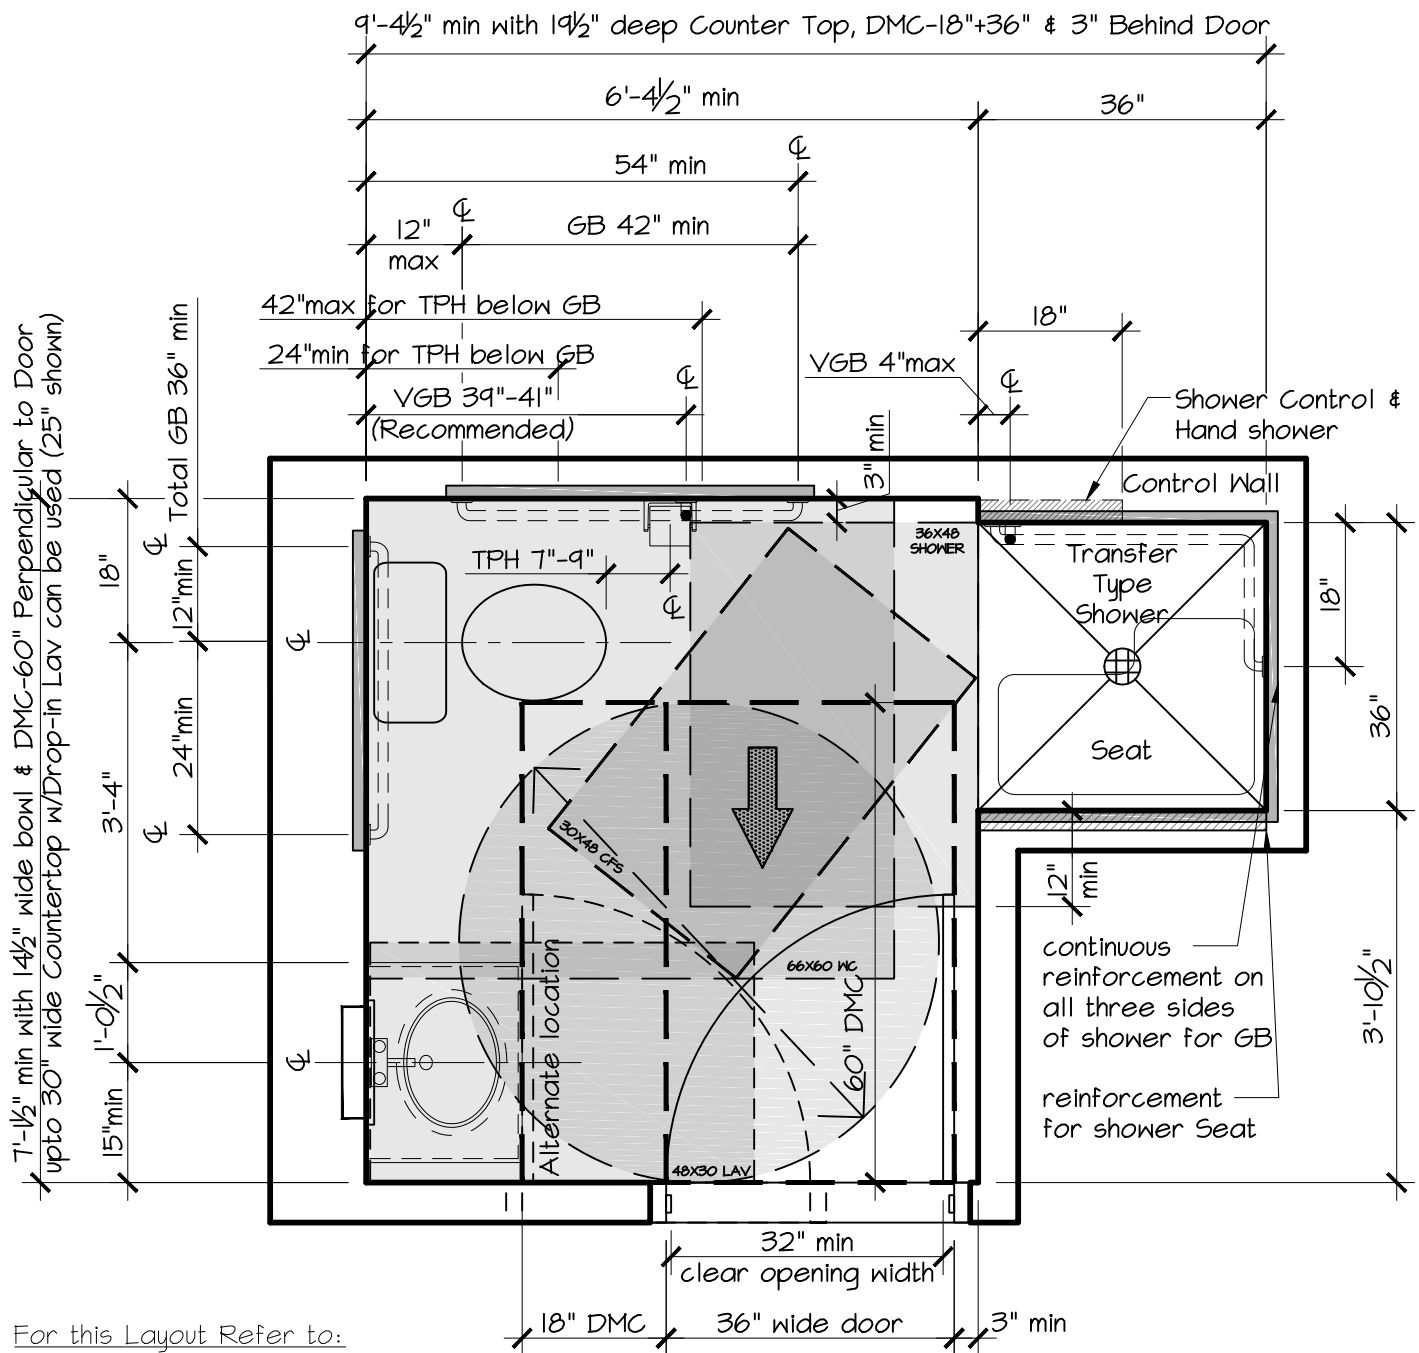 9'-4½" min with 19½" deep Counter Top, DMC-18"+36" & 3" Behind Door
6'-4½" min
36"
54" min
℄
12"
max
℄
GB 42" min
42"max for TPH below GB
18"
24"min for TPH below GB
VGB 4"max
℄
℄
VGB 39"-41"
(Recommended)
Shower Control &
Hand shower
3" min
Control Wall
7'-1½" min with 14½" wide bowl & DMC-60" Perpendicular to Door
upto 30" wide Countertop w/Drop-in Lav can be used (25" shown)
Total GB 36" min
℄
18"
12"min
℄
24"min
℄
3'-4"
1'-0½"
℄
15"min
TPH 7"-9"
℄
36X48
SHOWER
Transfer
Type
Shower
Seat
18"
36"
30X48 CFS
12"
min
66X60 WC
60" DMC
Alternate location
48X30 LAV
continuous
reinforcement on
all three sides
of shower for GB
3'-10½"
reinforcement
for shower Seat
32" min
clear opening width
18" DMC
36" wide door
3" min
For this Layout Refer to: